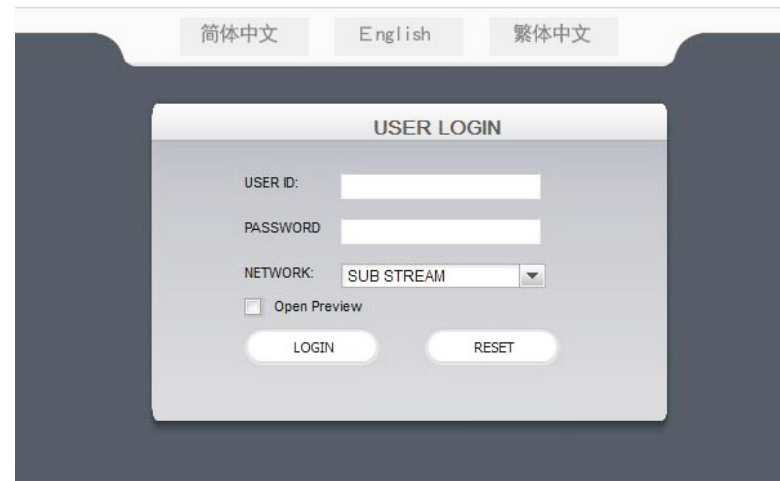 简体中文 English 繁体中文
USER LOGIN
USER ID:
PASSWORD
NETWORK: SUB STREAM
Open Preview
LOGIN RESET